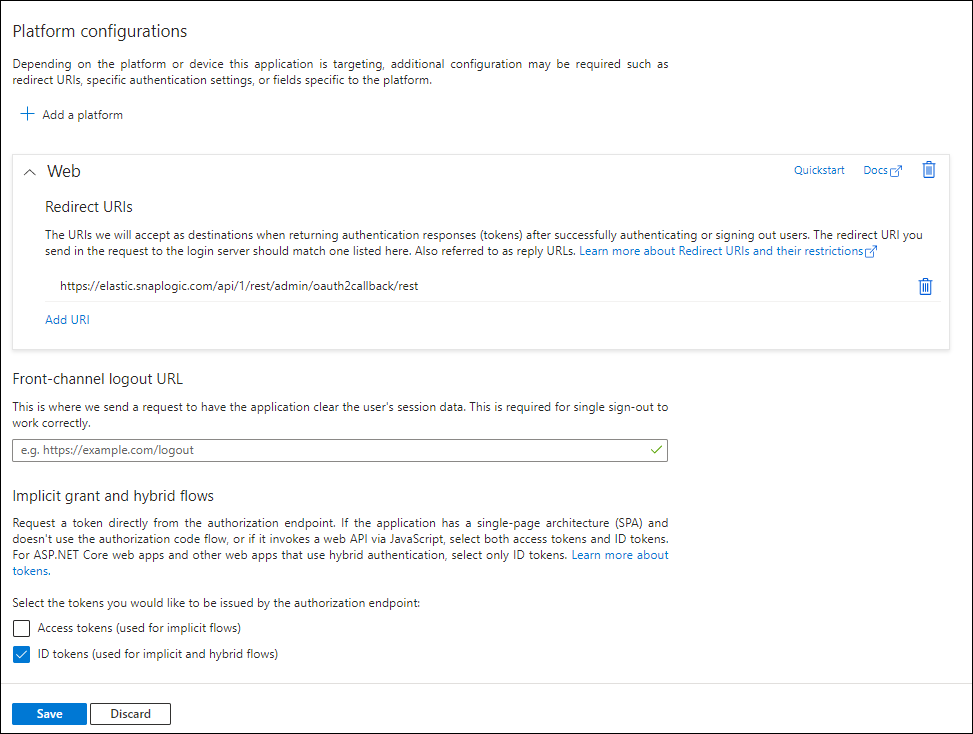 Platform configurations
Depending on the platform or device this application is targeting, additional configuration may be required such as
redirect URIs, specific authentication settings, or fields specific to the platform.
Add a platform
Web
Quickstart
Docs
Redirect URIs
The URIs we will accept as destinations when returning authentication responses (tokens) after successfully authenticating or signing out users. The redirect URI you
send in the request to the login server should match one listed here. Also referred to as reply URLs. Learn more about Redirect URIs and their restrictions
https://elastic.snaplogic.com/api/1/rest/admin/oauth2callback/rest
Add URI
Front-channel logout URL
This is where we send a request to have the application clear the user's session data. This is required for single sign-out to
work correctly.
e.g. https://example.com/logout
Implicit grant and hybrid flows
Request a token directly from the authorization endpoint. If the application has a single-page architecture (SPA) and
doesn't use the authorization code flow, or if it invokes a web API via JavaScript, select both access tokens and ID tokens.
For ASP.NET Core web apps and other web apps that use hybrid authentication, select only ID tokens. Learn more about
tokens.
Select the tokens you would like to be issued by the authorization endpoint:
Access tokens (used for implicit flows)
ID tokens (used for implicit and hybrid flows)
Save
Discard